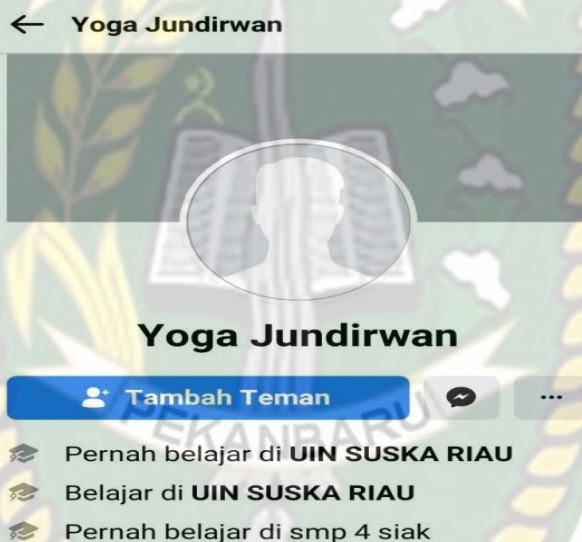 Yoga Jundirwan
Yoga Jundirwan
Tambah Teman
PEKANBARU
Pernah belajar di UIN SUSKA RIAU
Belajar di UIN SUSKA RIAU
Pernah belajar di smp 4 siak